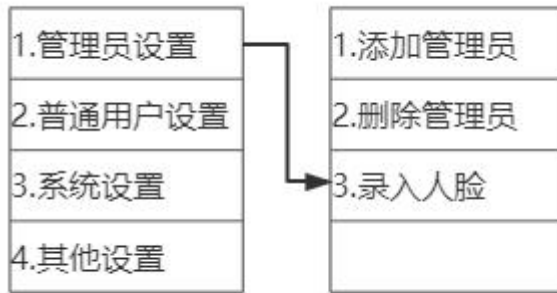 1.管理员设置
2.普通用户设置
3.系统设置
4.其他设置
1.添加管理员
2.删除管理员
3.录入人脸